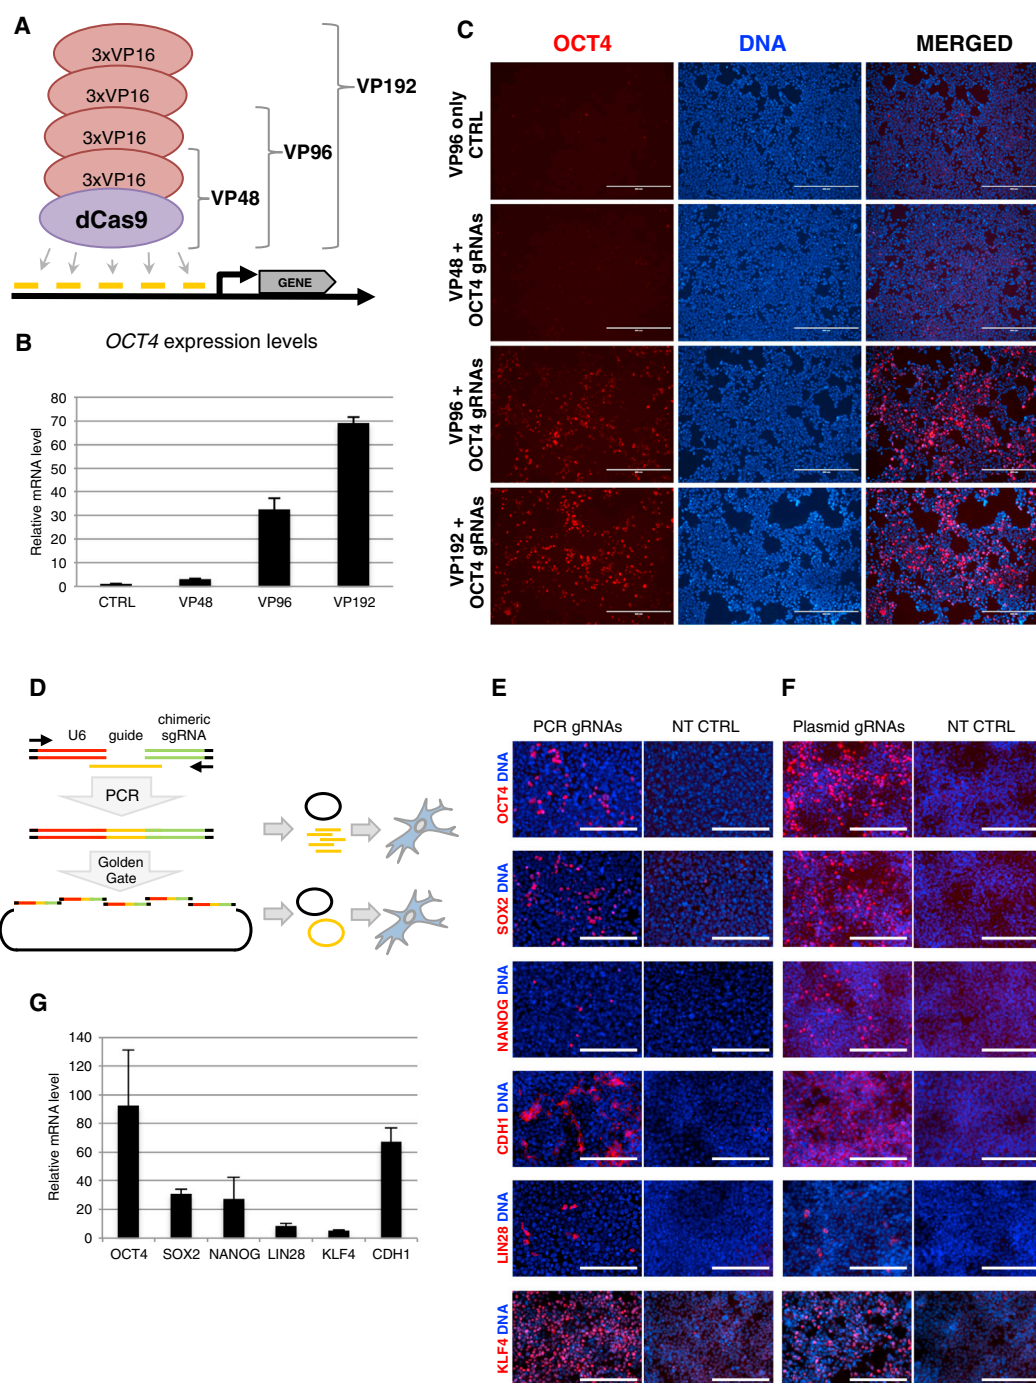 A
3xVP16
3xVP16
3xVP16
3xVP16
dCas9
VP48
VP96
VP192
GENE
B
OCT4 expression levels
Relative mRNA level
80
70
60
50
40
30
20
10
0
CTRL VP48 VP96 VP192
C
OCT4 DNA MERGED
VP96 only
CTRL
VP48 +
OCT4 gRNAs
VP96 +
OCT4 gRNAs
VP192 +
OCT4 gRNAs
D
U6 guide chimeric
sgRNA
PCR
Golden
Gate
E
PCR gRNAs NT CTRL
F
Plasmid gRNAs NT CTRL
OCT4 DNA
SOX2 DNA
NANOG DNA
CDH1 DNA
LIN28 DNA
KLF4 DNA
G
Relative mRNA level
140
120
100
80
60
40
20
0
OCT4 SOX2 NANOG LIN28 KLF4 CDH1